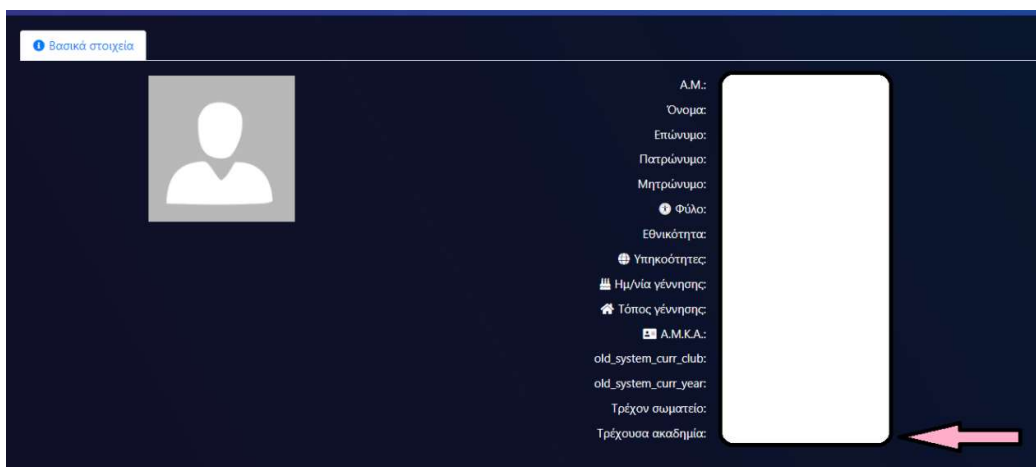 Βασικά στοιχεία
Α.Μ.:
Όνομα:
Επώνυμο:
Πατρώνυμο:
Μητρώνυμο:
Φύλο:
Εθνικότητα:
Υπηκοότητες:
Ημ/νία γέννησης:
Τόπος γέννησης:
Α.Μ.Κ.Α.:
old_system_curr_club:
old_system_curr_year:
Τρέχον σωματείο:
Τρέχουσα ακαδημία: